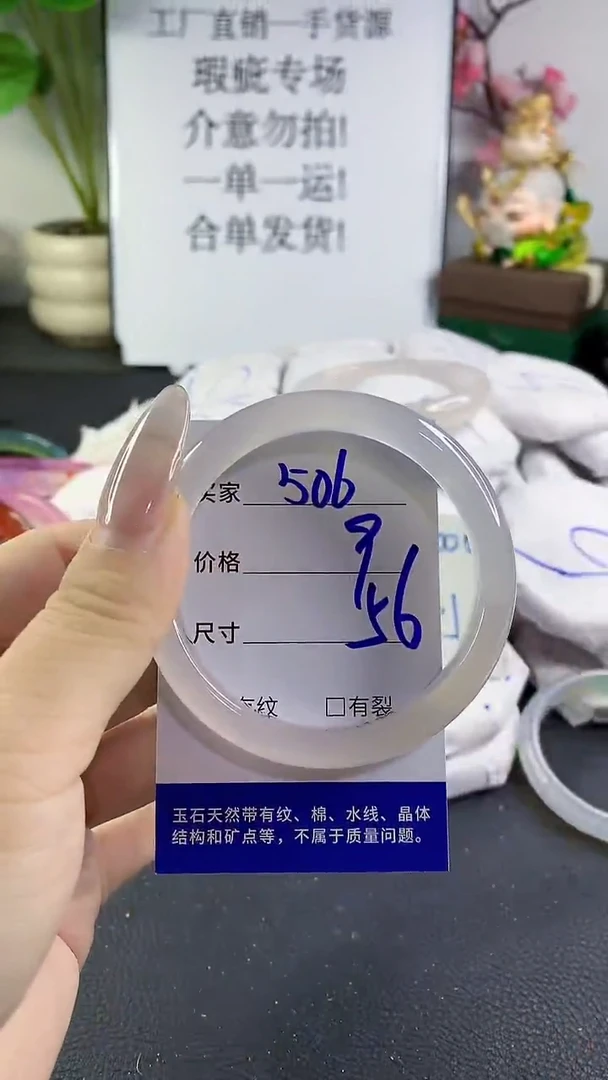 工厂直销一手货源
瑕疵专场
介意勿拍!
一单一运!
合单发货!
买家 506
价格 9
尺寸 56
有纹 □有裂
玉石天然带有纹、棉、水线、晶体
结构和矿点等，不属于质量问题。